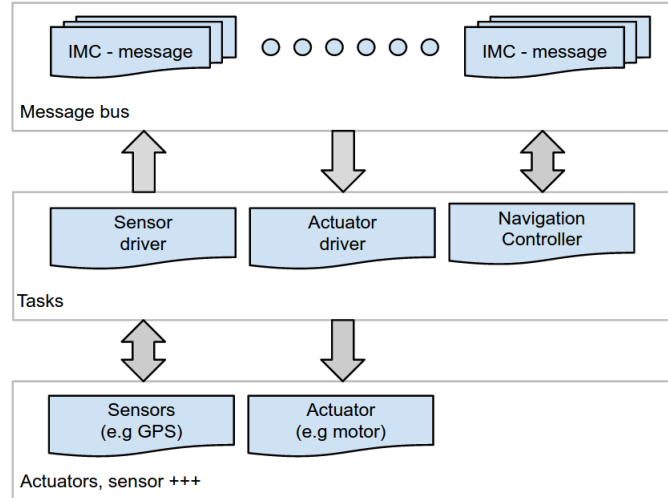 IMC - message
IMC - message
Message bus
Sensor
driver
Actuator
driver
Navigation
Controller
Tasks
Sensors
(e.g GPS)
Actuator
(e.g motor)
Actuators, sensor +++